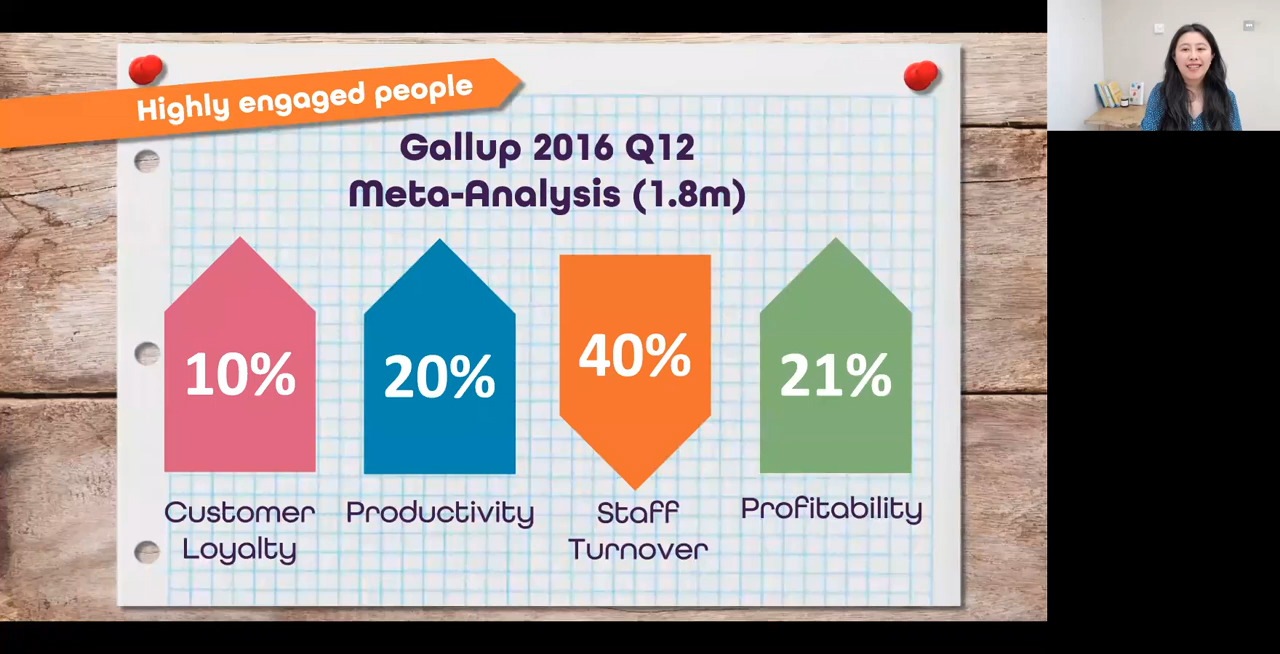 Highly engaged people
Gallup 2016 Q12
Meta-Analysis (1.8m)
10%
20%
40%
21%
Customer
Loyalty
Productivity
Staff
Turnover
Profitability